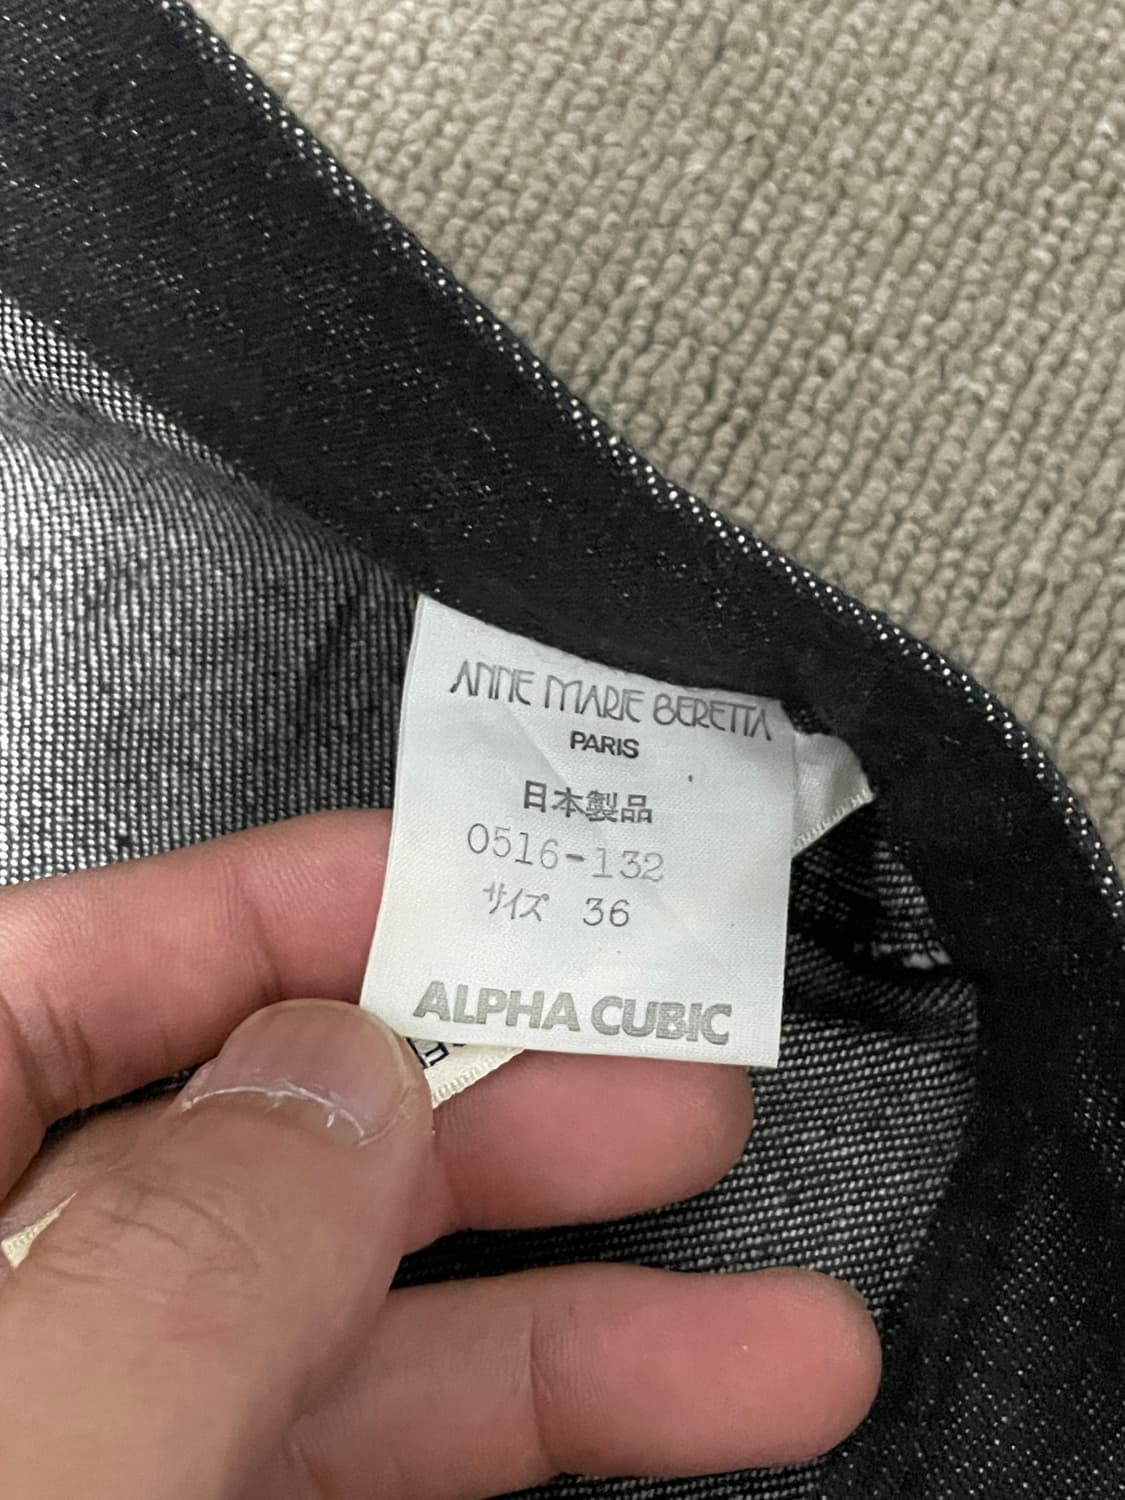 ANNE MARIE BERETTA
PARIS
日本製品
0516-132
サイズ 36
ALPHA CUBIC